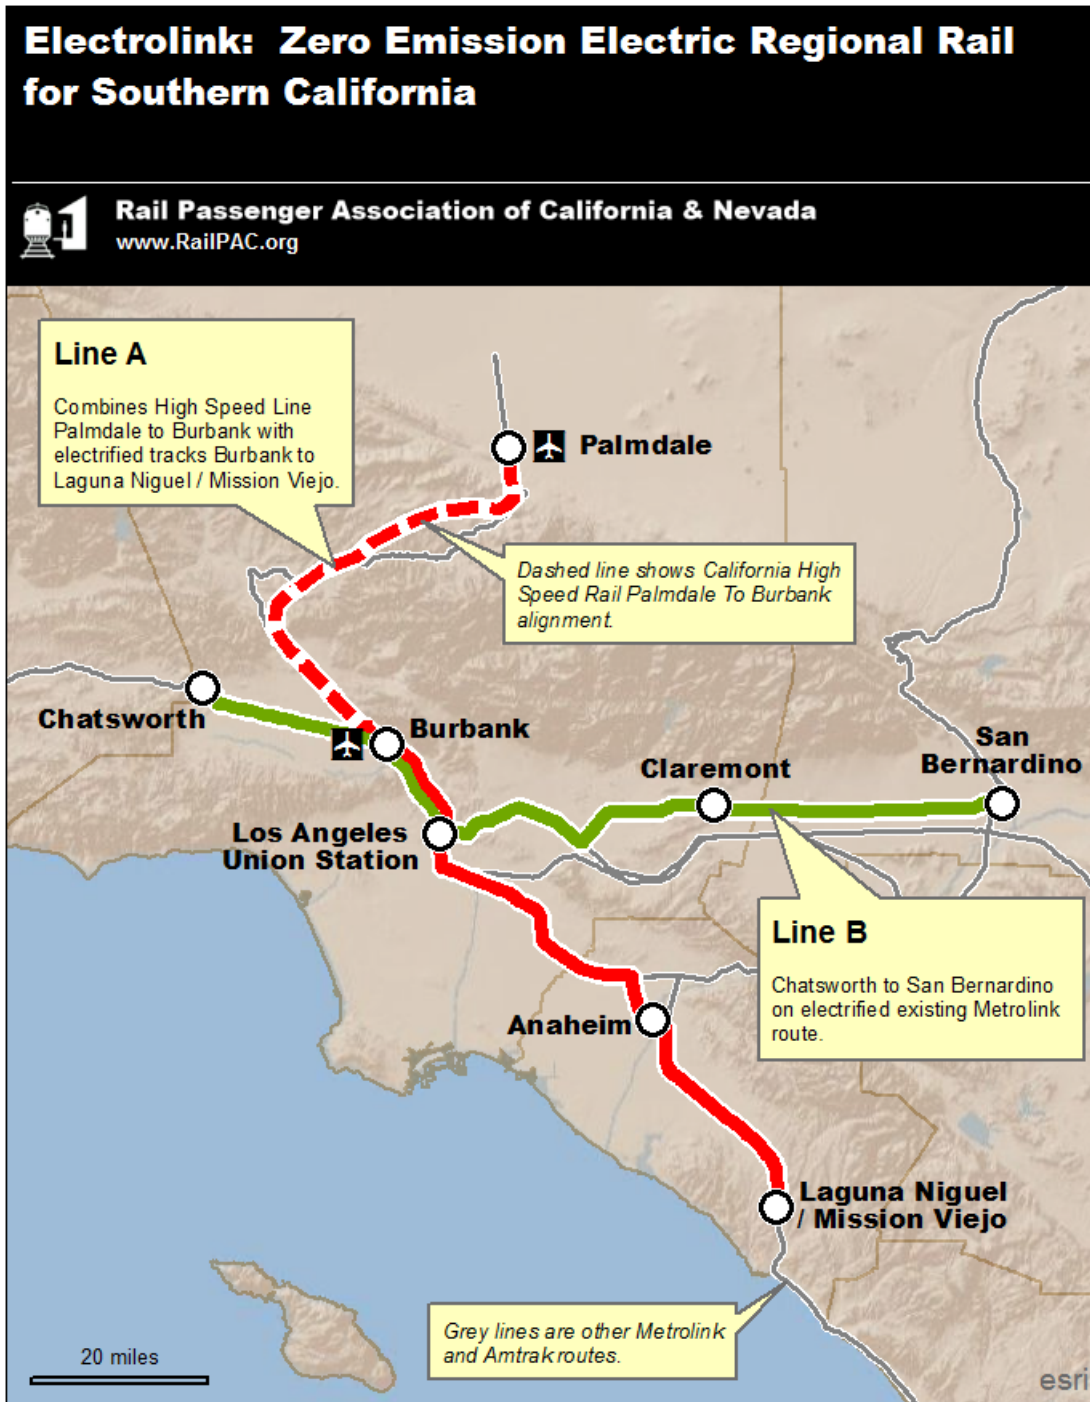 Electrolink: Zero Emission Electric Regional Rail
for Southern California
Rail Passenger Association of California & Nevada
www.RailPAC.org
Line A
Combines High Speed Line
Palmdale to Burbank with
electrified tracks Burbank to
Laguna Niguel / Mission Viejo.
Palmdale
Dashed line shows California High
Speed Rail Palmdale To Burbank
alignment.
Chatsworth
Burbank
Claremont
San
Bernardino
Los Angeles
Union Station
Line B
Chatsworth to San Bernardino
on electrified existing Metrolink
route.
Anaheim
Laguna Niguel
/ Mission Viejo
Grey lines are other Metrolink
and Amtrak routes.
20 miles
esri